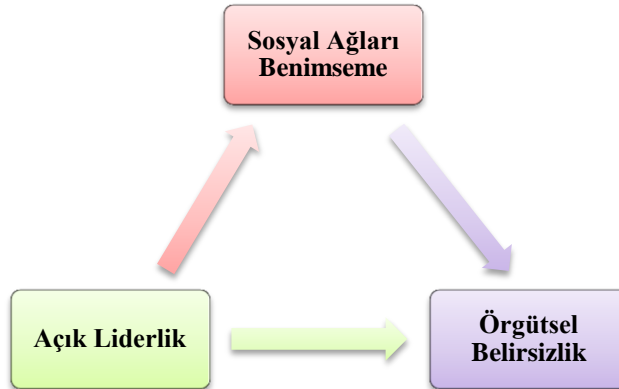 Sosyal Ağları
Benimseme
Açık Liderlik
Örgütsel
Belirsizlik